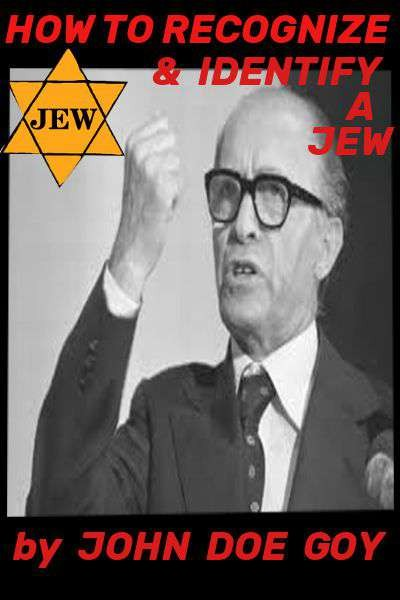 HOW TO RECOGNIZE
& IDENTIFY
A
JEW
JEW
by JOHN DOE GOY